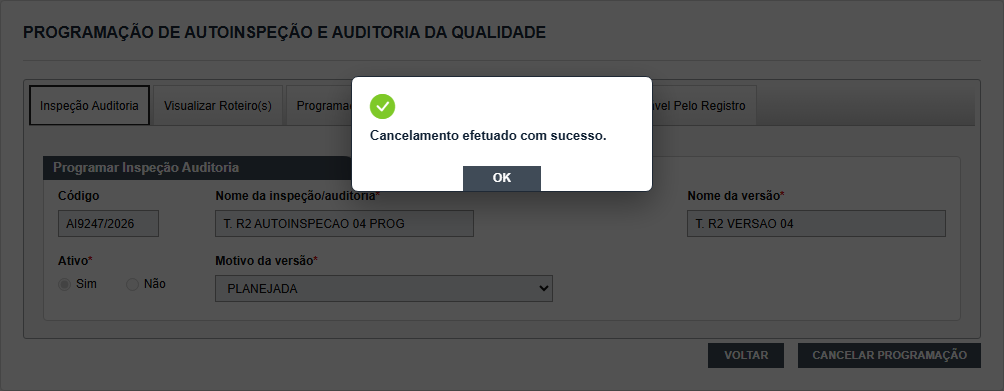 PROGRAMAÇÃO DE AUTOINSPEÇÃO E AUDITORIA DA QUALIDADE
Inspeção Auditoria
Visualizar Roteiro(s)
Pelo Registro
Cancelamento efetuado com sucesso.
OK
Programar Inspeção Auditoria
Código
Nome da inspeção/auditoria*
Nome da versão*
AI9247/2026
T. R2 AUTOINSPECAO 04 PROG
T. R2 VERSAO 04
Ativo*
Motivo da versão*
Sim
Não
PLANEJADA
VOLTAR
CANCELAR PROGRAMAÇÃO